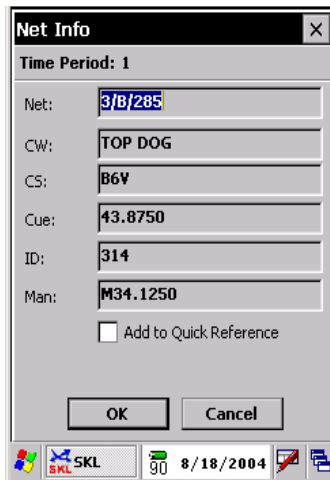 Net Info
Time Period: 1
Net: 3/B/285
CW: TOP DOG
CS: B6V
Cue: 43.8750
ID: 314
Man: M34.1250
Add to Quick Reference
OK Cancel
SKL SKL 90 8/18/2004